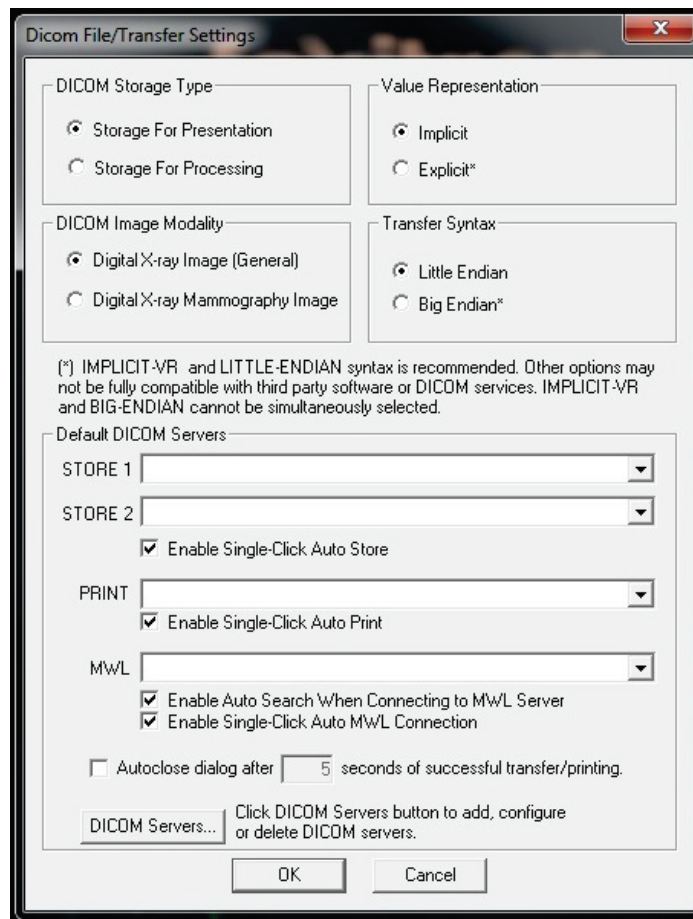 Dicom File/Transfer Settings
DICOM Storage Type
Storage For Presentation
Storage For Processing
Value Representation
Implicit
Explicit*
DICOM Image Modality
Digital X-ray Image (General)
Digital X-ray Mammography Image
Transfer Syntax
Little Endian
Big Endian*
(*) IMPLICIT-VR and LITTLE-ENDIAN syntax is recommended. Other options may
not be fully compatible with third party software or DICOM services. IMPLICIT-VR
and BIG-ENDIAN cannot be simultaneously selected.
Default DICOM Servers
STORE 1
STORE 2
Enable Single-Click Auto Store
PRINT
Enable Single-Click Auto Print
MWL
Enable Auto Search When Connecting to MWL Server
Enable Single-Click Auto MWL Connection
Autoclose dialog after 5 seconds of successful transfer/printing.
DICOM Servers...
Click DICOM Servers button to add, configure
or delete DICOM servers.
OK
Cancel